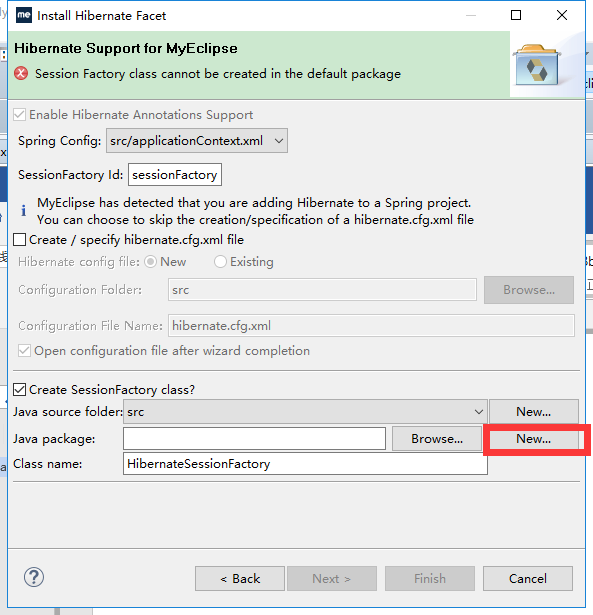 me Install Hibernate Facet
Hibernate Support for MyEclipse
Session Factory class cannot be created in the default package
Enable Hibernate Annotations Support
Spring Config: src/applicationContext.xml
SessionFactory Id: sessionFactory
MyEclipse has detected that you are adding Hibernate to a Spring project.
You can choose to skip the creation/specification of a hibernate.cfg.xml file
Create / specify hibernate.cfg.xml file
Hibernate config file: New Existing
Configuration Folder: src Browse...
Configuration File Name: hibernate.cfg.xml
Open configuration file after wizard completion
Create SessionFactory class?
Java source folder: src New...
Java package: Browse... New...
Class name: HibernateSessionFactory
? < Back Next > Finish Cancel